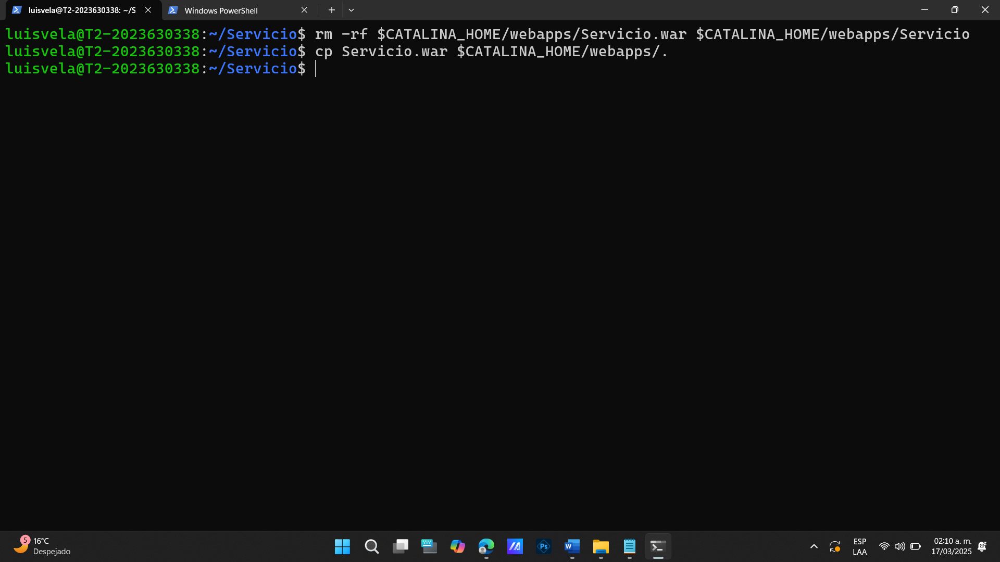 luisvela@T2-2023630338: ~/S
Windows PowerShell
luisvela@T2-2023630338:~/Servicio$ rm -rf $CATALINA_HOME/webapps/Servicio.war $CATALINA_HOME/webapps/Servicio
luisvela@T2-2023630338:~/Servicio$ cp Servicio.war $CATALINA_HOME/webapps/.
luisvela@T2-2023630338:~/Servicio$
5
16°C
Despejado
Ps
W
ESP
LAA
02:10 a. m.
17/03/2025